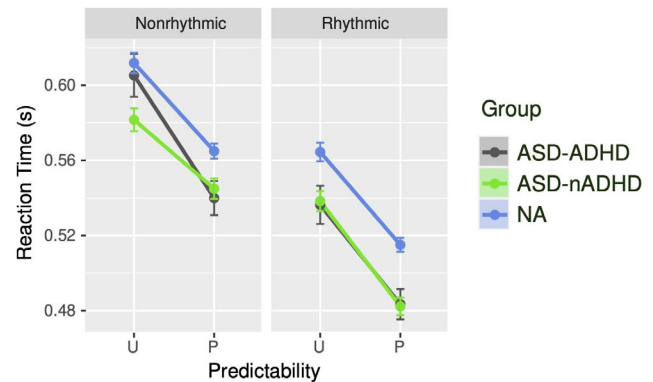 Nonrhythmic
Rhythmic
Reaction Time (s)
0.60
0.56
0.52
0.48
U
P
U
P
Predictability
Group
ASD-ADHD
ASD-nADHD
NA